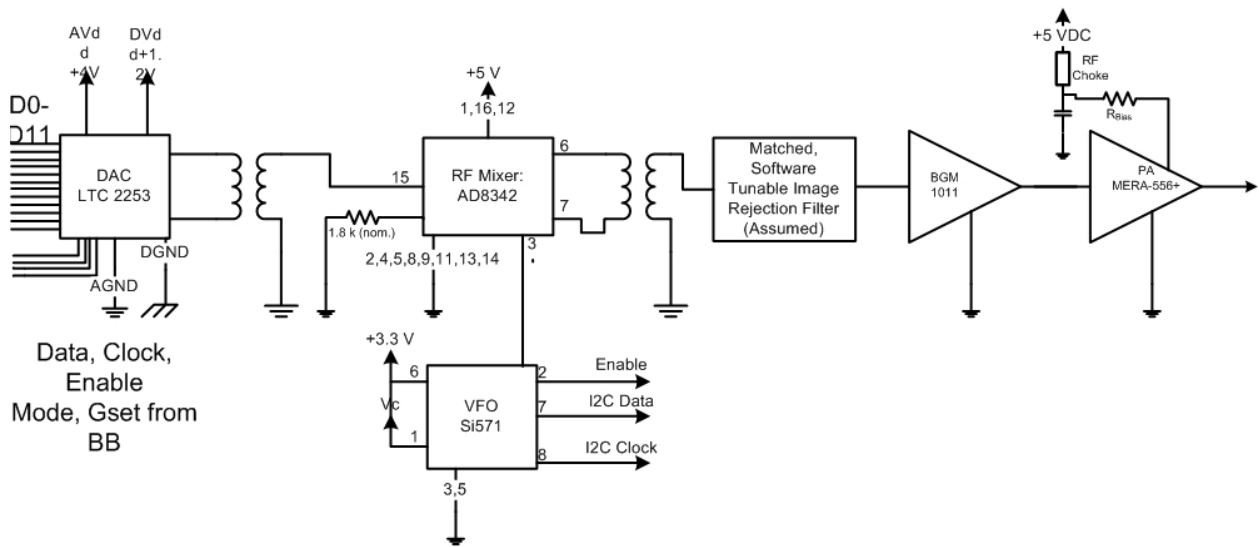 AVd
d
+4V
DVd
d+1.
2V
D0-
D11
DAC
LTC 2253
AGND
DGND
Data, Clock,
Enable
Mode, Gset from
BB
+5 V
1,16,12
15
RF Mixer:
AD8342
6
7
1.8 k (nom.)
2,4,5,8,9,11,13,14
3
+3.3 V
6
Vc
1
VFO
Si571
2
Enable
7
I2C Data
8
I2C Clock
3,5
Matched,
Software
Tunable Image
Rejection Filter
(Assumed)
BGM
1011
+5 VDC
RF
Choke
RBias
PA
MERA-556+